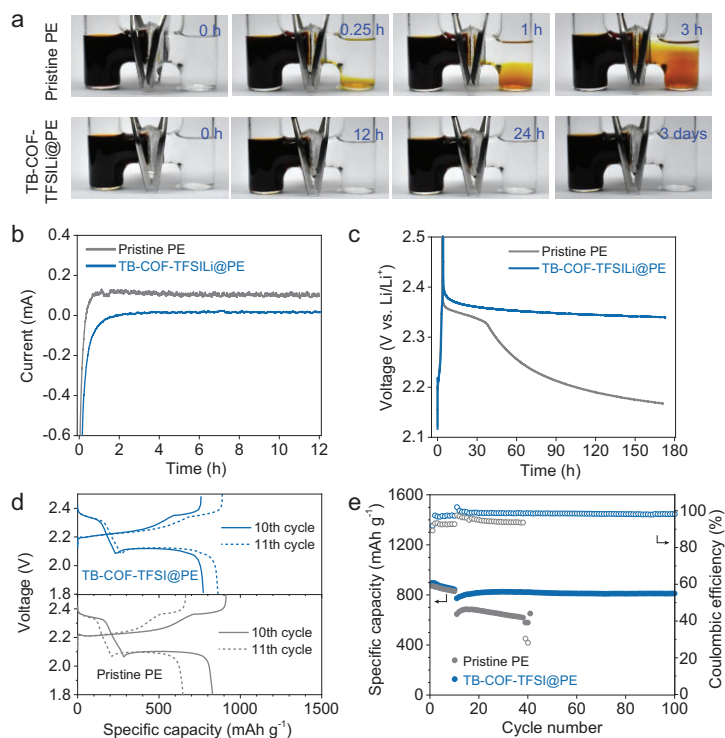 a
Pristine PE
0 h
0.25 h
1 h
3 h
TB-COF-
TFSILi@PE
0 h
12 h
24 h
3 days
b
Pristine PE
TB-COF-TFSILi@PE
Current (mA)
0.4
0.2
0.0
-0.2
-0.4
-0.6
0 2 4 6 8 10 12
Time (h)
c
Pristine PE
TB-COF-TFSILi@PE
Voltage (V vs. Li/Li⁺)
2.5
2.4
2.3
2.2
2.1
0 30 60 90 120 150 180
Time (h)
d
Voltage (V)
2.4
2.2
2.0
10th cycle
11th cycle
TB-COF-TFSI@PE
2.4
2.2
2.0
1.8
10th cycle
11th cycle
Pristine PE
0 500 1000 1500
Specific capacity (mAh g⁻¹)
e
Specific capacity (mAh g⁻¹)
1600
1200
800
400
0
Pristine PE
TB-COF-TFSI@PE
100
80
60
40
20
0
Coulombic efficiency (%)
0 20 40 60 80 100
Cycle number